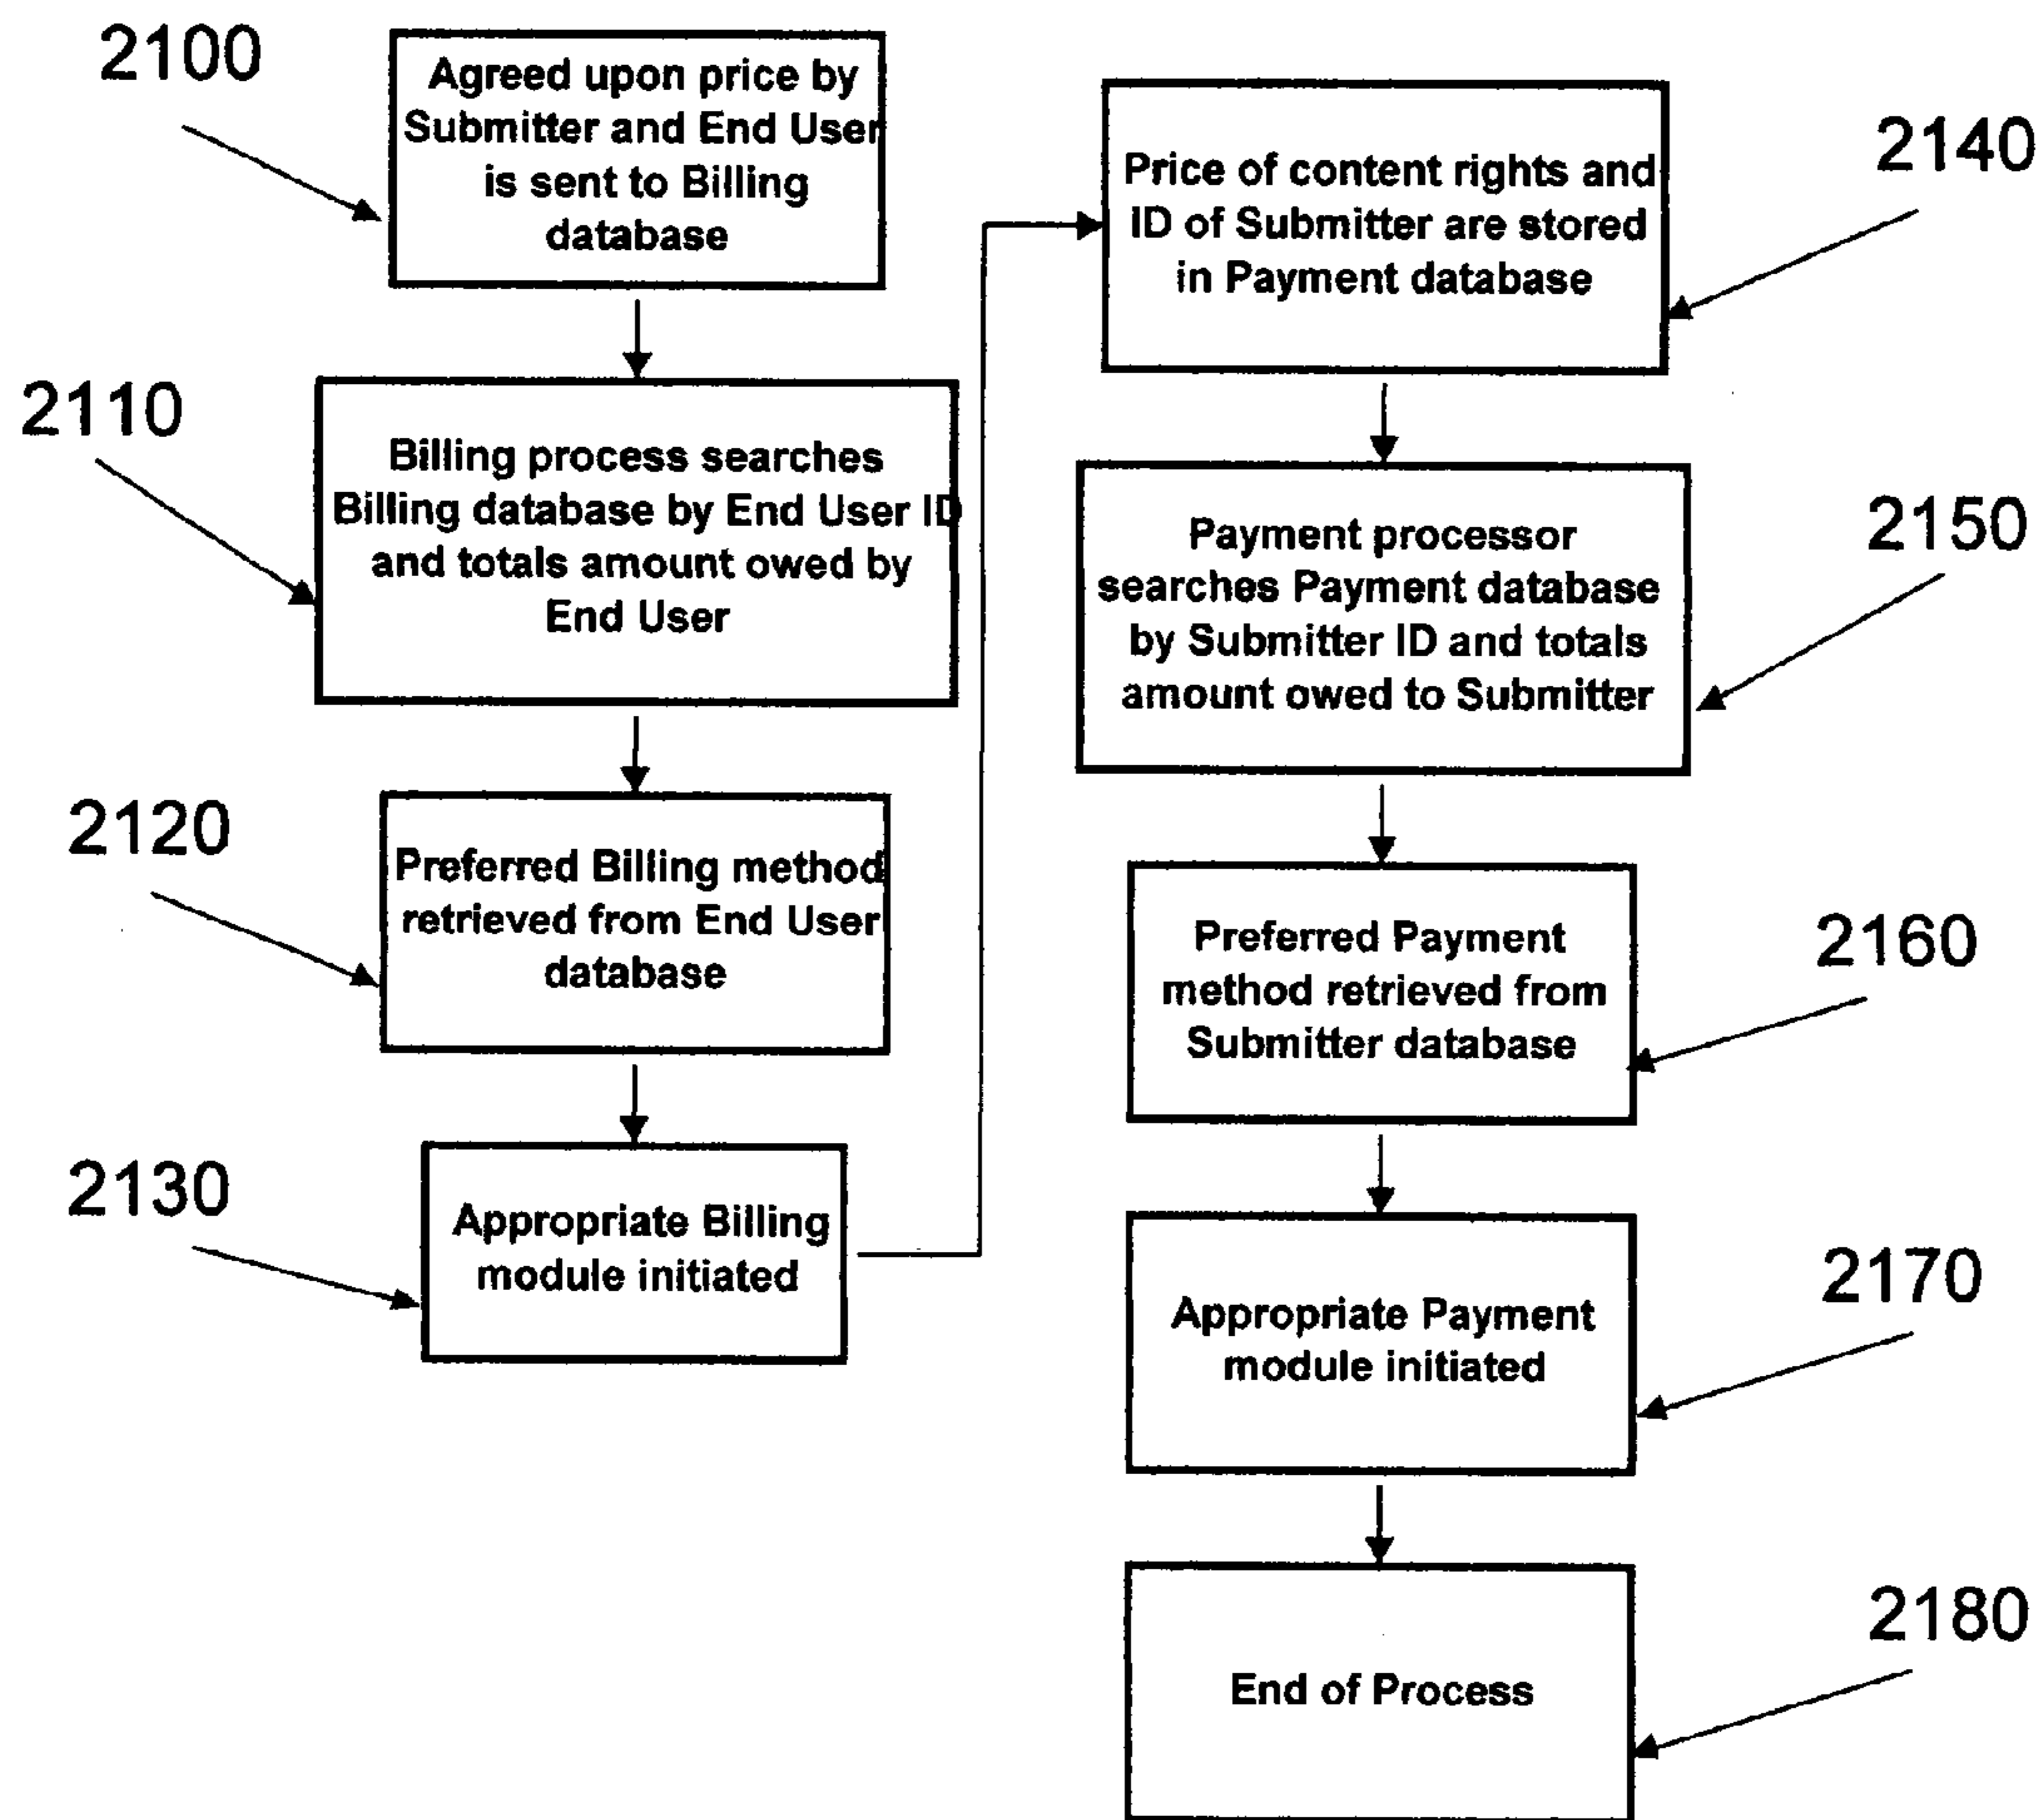 2100
Agreed upon price by
Submitter and End User
is sent to Billing
database
2110
Billing process searches
Billing database by End User ID
and totals amount owed by
End User
2120
Preferred Billing method
retrieved from End User
database
2130
Appropriate Billing
module initiated
2140
Price of content rights and
ID of Submitter are stored
in Payment database
2150
Payment processor
searches Payment database
by Submitter ID and totals
amount owed to Submitter
2160
Preferred Payment
method retrieved from
Submitter database
2170
Appropriate Payment
module initiated
2180
End of Process